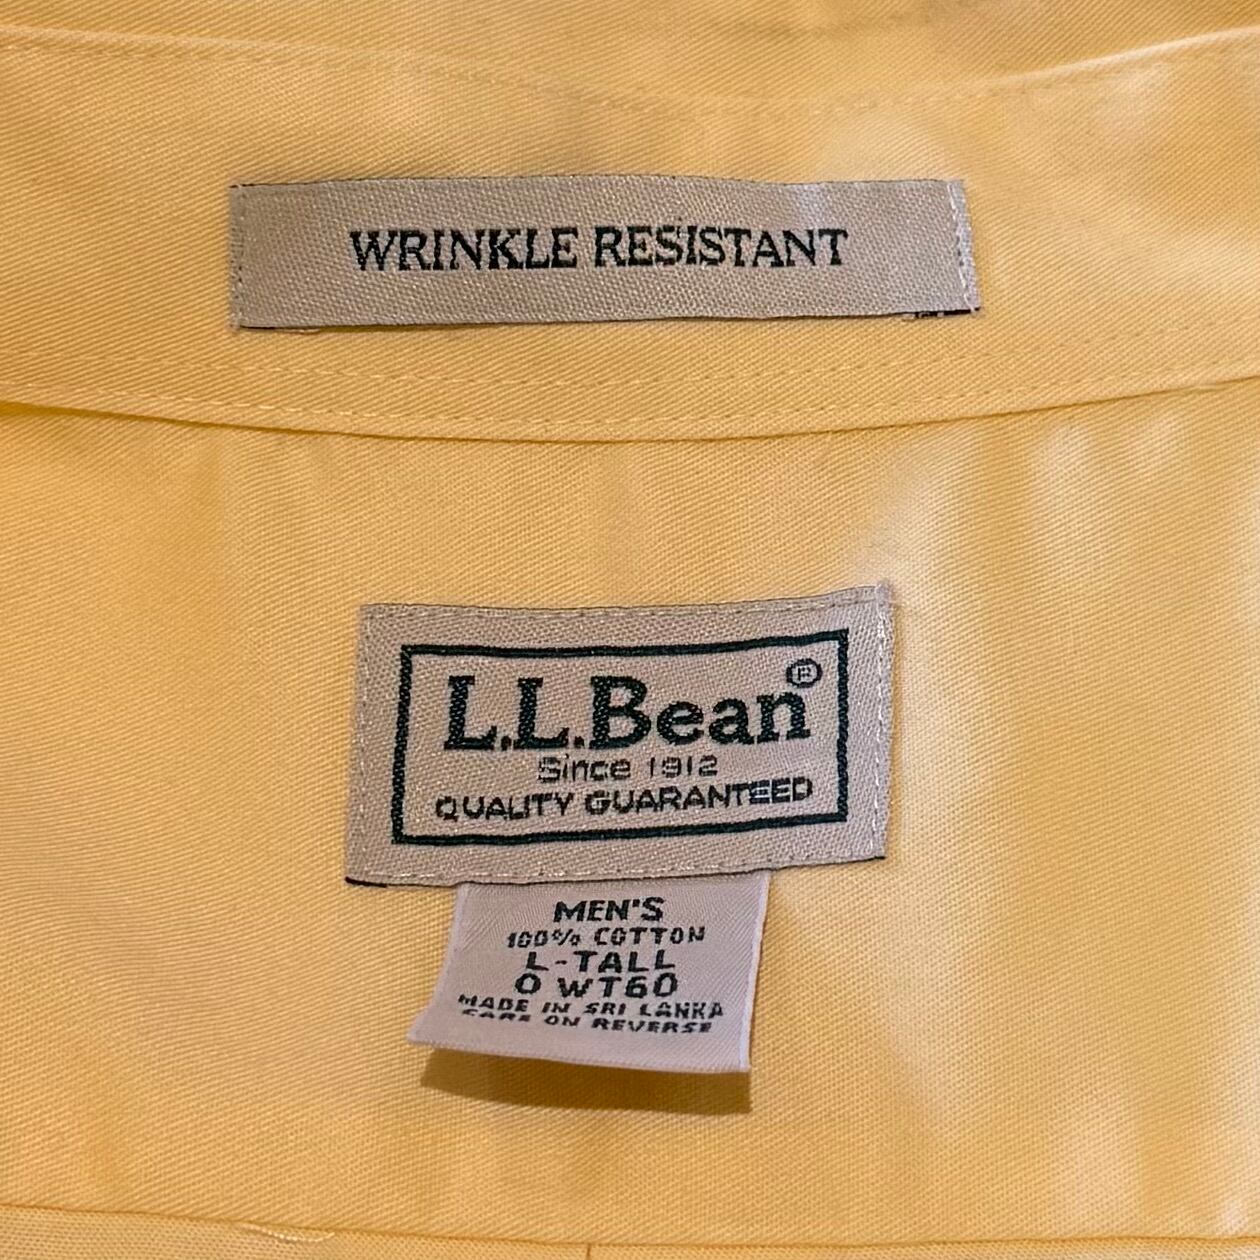 WRINKLE RESISTANT
L.L.Bean®
Since 1912
QUALITY GUARANTEED
MEN'S
100% COTTON
L-TALL
0 WT60
MADE IN SRI LANKA
CARE ON REVERSE